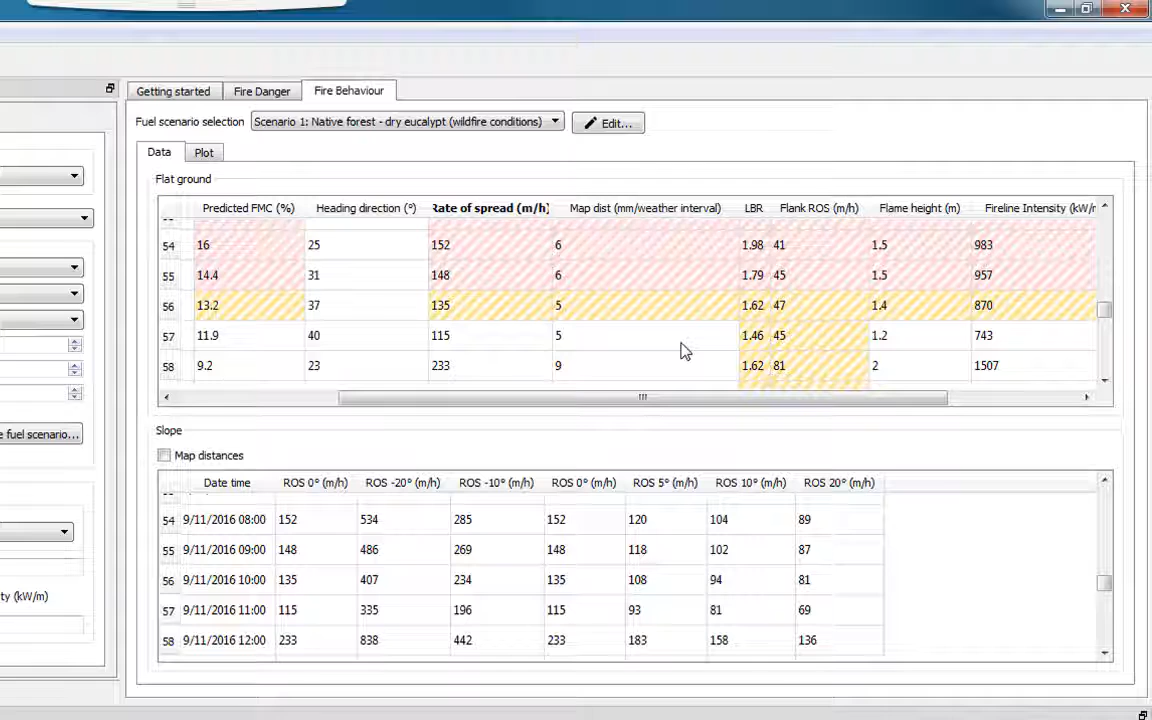 Getting started Fire Danger Fire Behaviour
Fuel scenario selection Scenario 1: Native forest - dry eucalypt (wildfire conditions) Edit...
Data Plot
Flat ground
Predicted FMC (%) Heading direction (°) Rate of spread (m/h) Map dist (mm/weather interval) LBR Flank ROS (m/h) Flame height (m) Fireline Intensity (kW/r
54 16 25 152 6 1.98 41 1.5 983
55 14.4 31 148 6 1.79 45 1.5 957
56 13.2 37 135 5 1.62 47 1.4 870
57 11.9 40 115 5 1.46 45 1.2 743
58 9.2 23 233 9 1.62 81 2 1507
e fuel scenario...
Slope
Map distances
Date time ROS 0° (m/h) ROS -20° (m/h) ROS -10° (m/h) ROS 0° (m/h) ROS 5° (m/h) ROS 10° (m/h) ROS 20° (m/h)
54 9/11/2016 08:00 152 534 285 152 120 104 89
55 9/11/2016 09:00 148 486 269 148 118 102 87
56 9/11/2016 10:00 135 407 234 135 108 94 81
57 9/11/2016 11:00 115 335 196 115 93 81 69
58 9/11/2016 12:00 233 838 442 233 183 158 136
ty (kW/m)